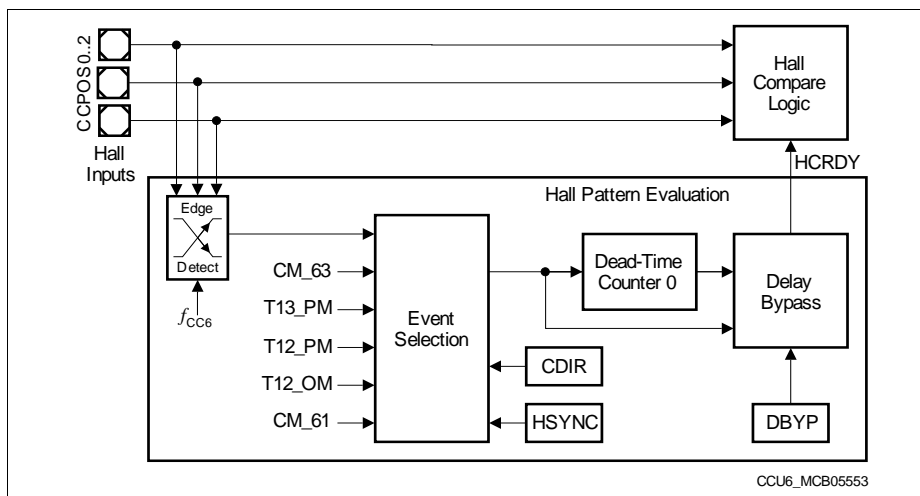 CCPOS0..2
Hall
Inputs
Hall
Compare
Logic
HCRDY
Hall Pattern Evaluation
Edge
Detect
fCC6
CM_63
T13_PM
T12_PM
T12_OM
CM_61
Event
Selection
Dead-Time
Counter 0
Delay
Bypass
CDIR
HSYNC
DBYP
CCU6_MCB05553